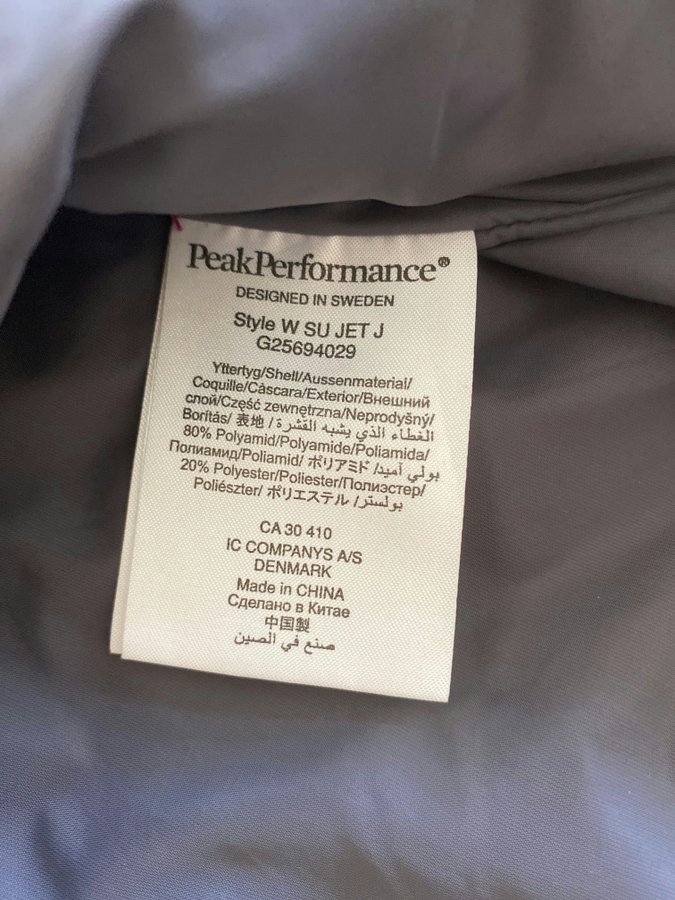 PeakPerformance®
DESIGNED IN SWEDEN
Style W SU JET J
G25694029
Yttertyg/Shell/Aussenmaterial/
Coquille/Càscara/Exterior/Внешний
слой/Część zewnętrzna/Neprodyšný/
Borítás/ 表地 / الغطاء الذي يشبه القشرة/
80% Polyamid/Polyamide/Poliamida/
Полиамид/Poliamid/ ポリアミド /بولي آميد/
20% Polyester/Poliester/Полиэстер/
Poliészter/ ポリエステル /بولستر/
CA 30 410
IC COMPANYS A/S
DENMARK
Made in CHINA
Сделано в Китае
中国製
صنع في الصين